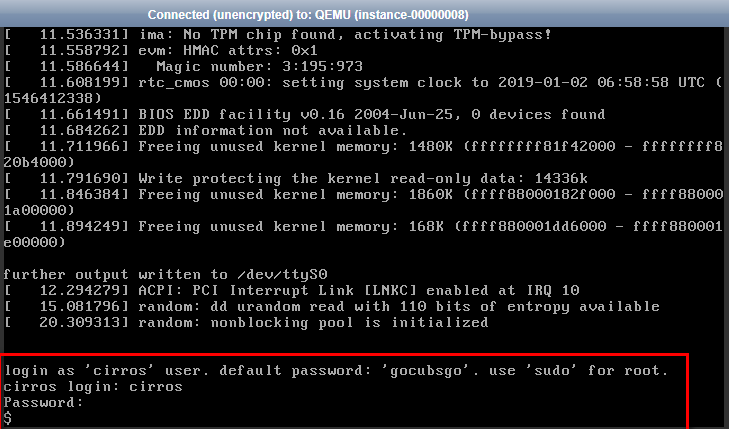 Connected (unencrypted) to: QEMU (instance-00000008)
[   11.536331] ima: No TPM chip found, activating TPM-bypass!
[   11.558792] evm: HMAC attrs: 0x1
[   11.586644]   Magic number: 3:195:973
[   11.608199] rtc_cmos 00:00: setting system clock to 2019-01-02 06:58:58 UTC (
1546412338)
[   11.661491] BIOS EDD facility v0.16 2004-Jun-25, 0 devices found
[   11.684262] EDD information not available.
[   11.711966] Freeing unused kernel memory: 1480K (ffffffff81f42000 - ffffffff8
20b4000)
[   11.791690] Write protecting the kernel read-only data: 14336k
[   11.846384] Freeing unused kernel memory: 1860K (ffff88000182f000 - ffff88000
1a00000)
[   11.894249] Freeing unused kernel memory: 168K (ffff880001dd6000 - ffff880001
e00000)
further output written to /dev/ttyS0
[   12.294279] ACPI: PCI Interrupt Link [LNKC] enabled at IRQ 10
[   15.081796] random: dd urandom read with 110 bits of entropy available
[   20.309313] random: nonblocking pool is initialized
login as 'cirros' user. default password: 'gocubsgo'. use 'sudo' for root.
cirros login: cirros
Password:
$